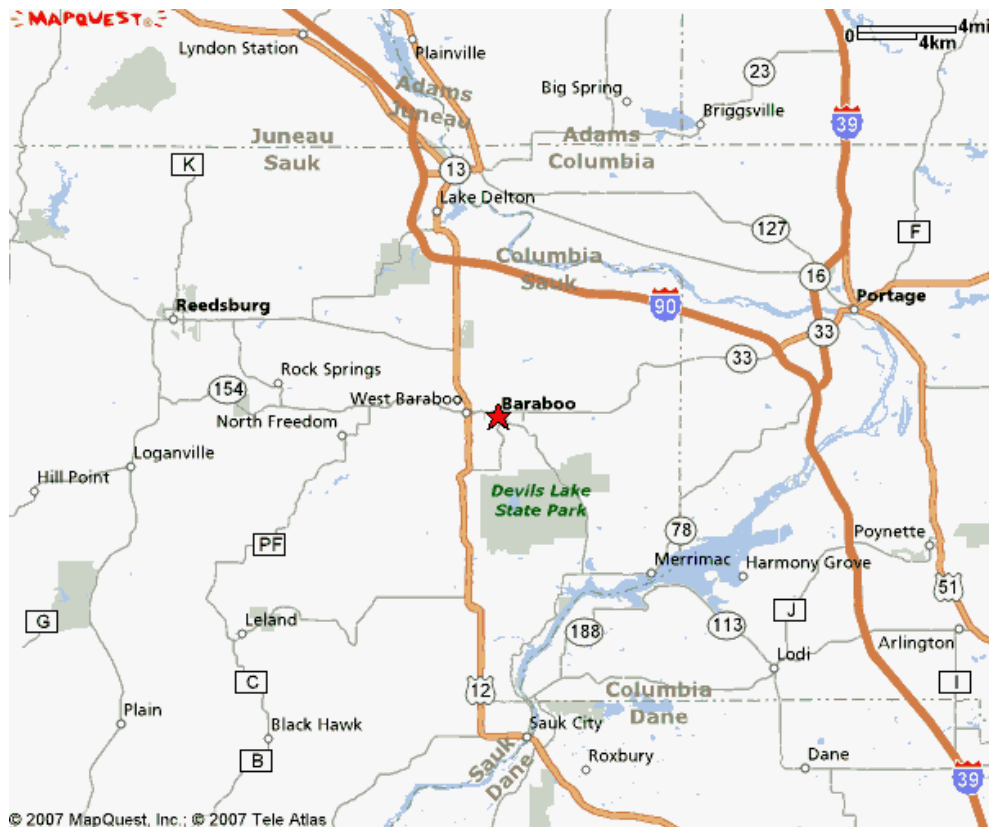 MAPQUEST
Lyndon Station
Plainville
0
4mi
4km
23
Big Spring
Briggsville
39
Adams
Juneau
Juneau
Sauk
Adams
Columbia
K
13
Lake Delton
127
F
Columbia
Sauk
16
90
Portage
Reedsburg
33
33
Rock Springs
154
West Baraboo
Baraboo
North Freedom
Loganville
Hill Point
Devils Lake
State Park
PF
78
Poynette
Merrimac
Harmony Grove
51
G
Leland
188
113
J
Arlington
Lodi
C
12
Columbia
Dane
I
Plain
Black Hawk
Sauk City
B
Sauk
Dane
Roxbury
Dane
39
© 2007 MapQuest, Inc.; © 2007 Tele Atlas